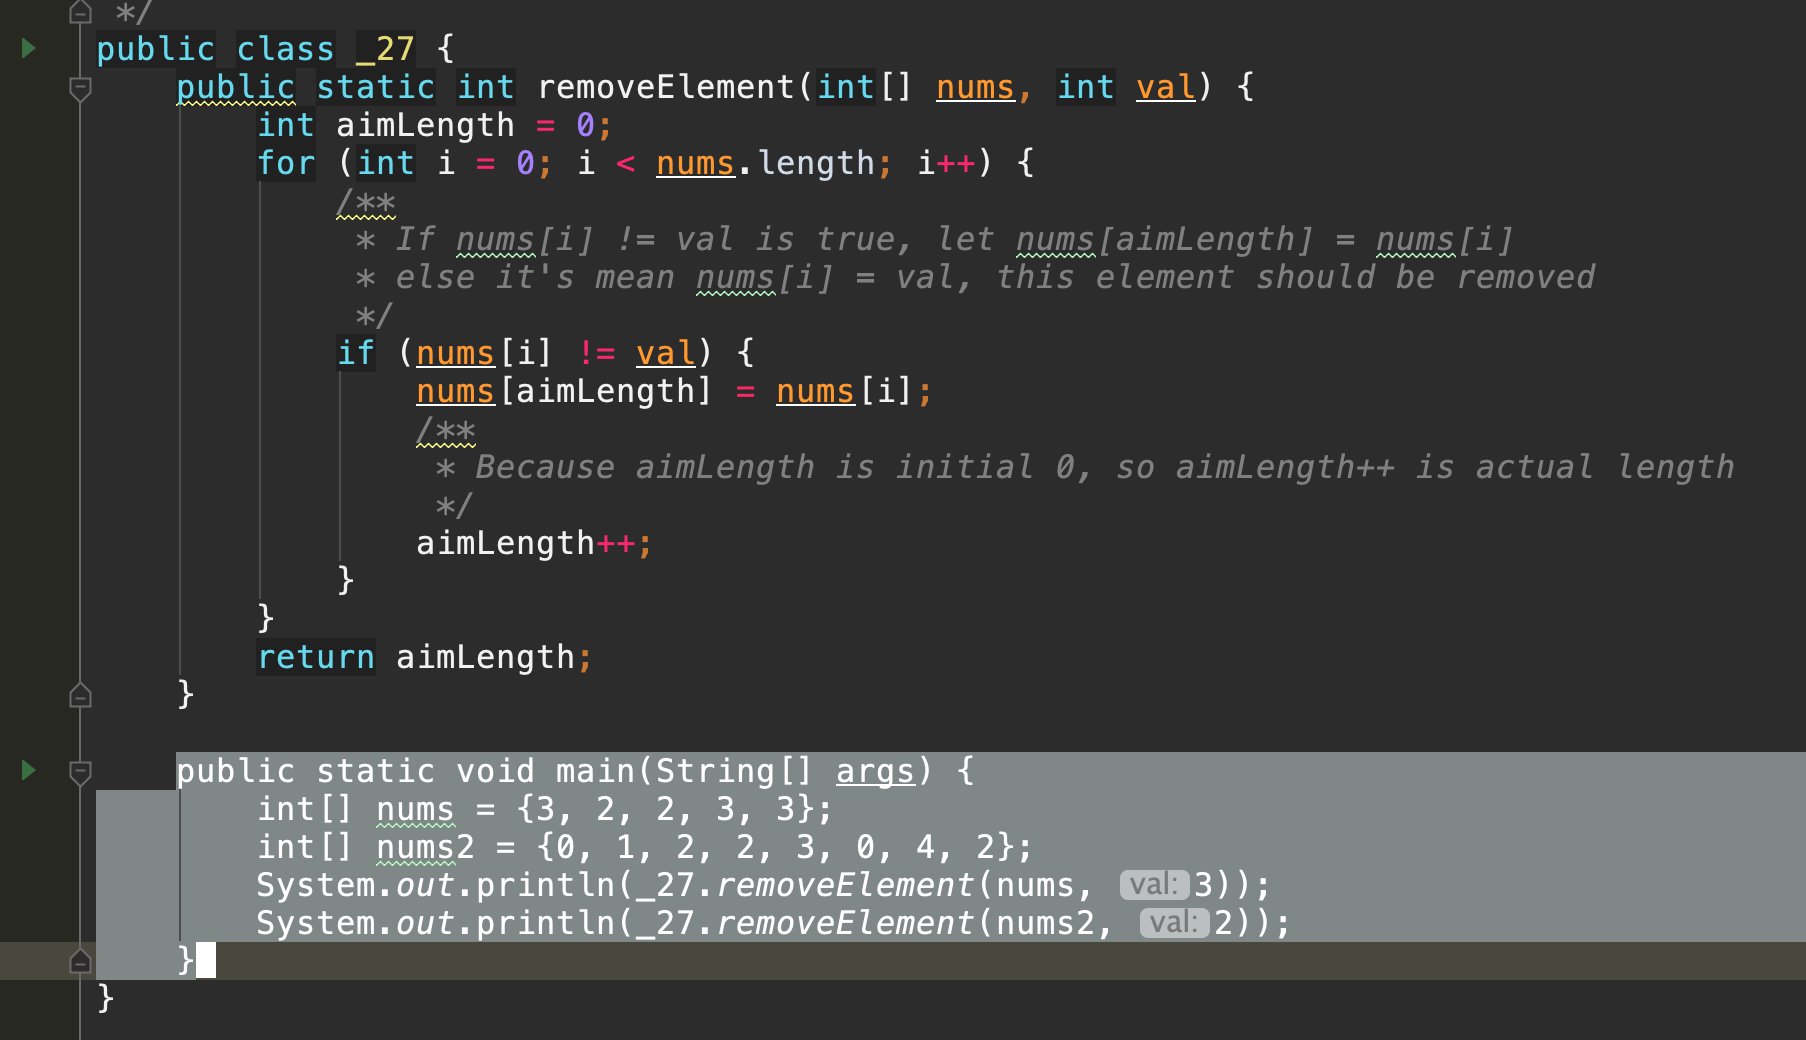 */
public class _27 {
public static int removeElement(int[] nums, int val) {
int aimLength = 0;
for (int i = 0; i < nums.length; i++) {
/**
* If nums[i] != val is true, let nums[aimLength] = nums[i]
* else it's mean nums[i] = val, this element should be removed
*/
if (nums[i] != val) {
nums[aimLength] = nums[i];
/**
* Because aimLength is initial 0, so aimLength++ is actual length
*/
aimLength++;
}
}
return aimLength;
}
public static void main(String[] args) {
int[] nums = {3, 2, 2, 3, 3};
int[] nums2 = {0, 1, 2, 2, 3, 0, 4, 2};
System.out.println(_27.removeElement(nums, val: 3));
System.out.println(_27.removeElement(nums2, val: 2));
}
}